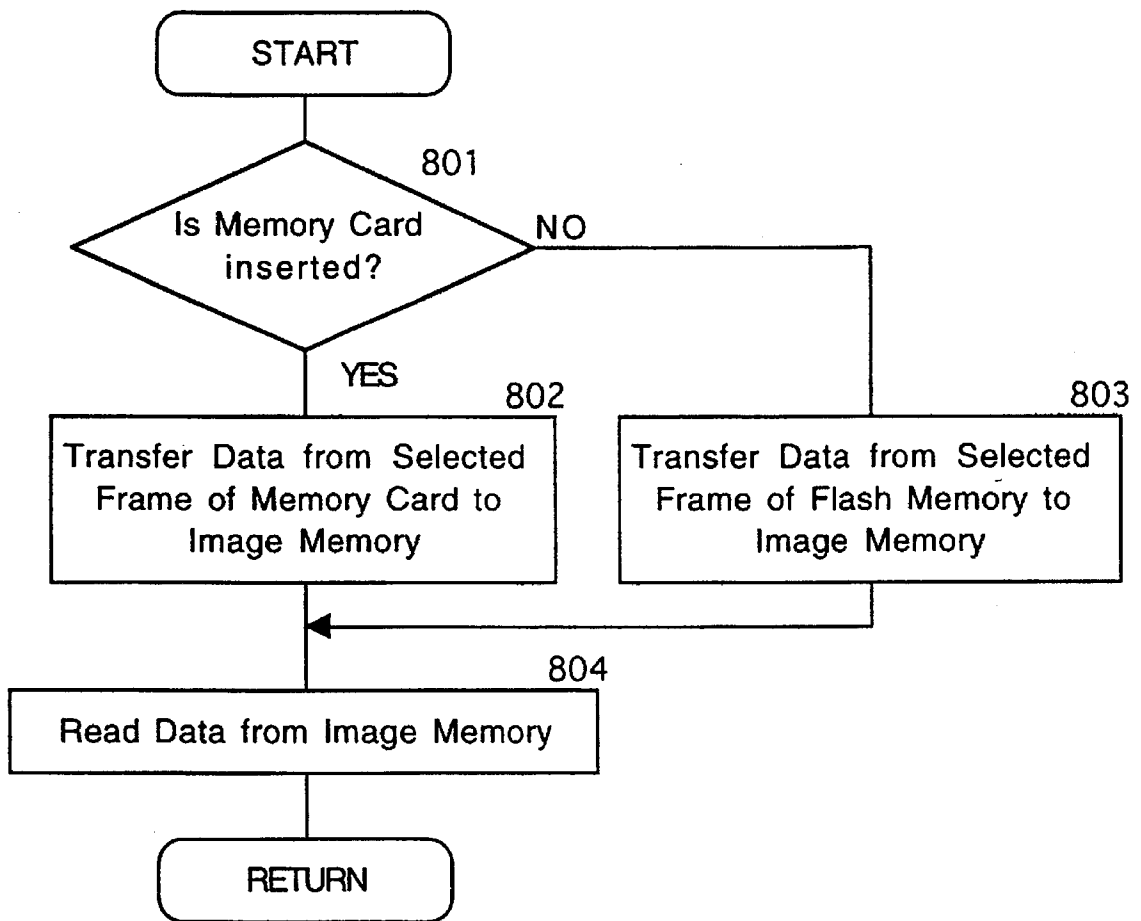 START
801
Is Memory Card
inserted?
NO
YES
802
Transfer Data from Selected
Frame of Memory Card to
Image Memory
803
Transfer Data from Selected
Frame of Flash Memory to
Image Memory
804
Read Data from Image Memory
RETURN